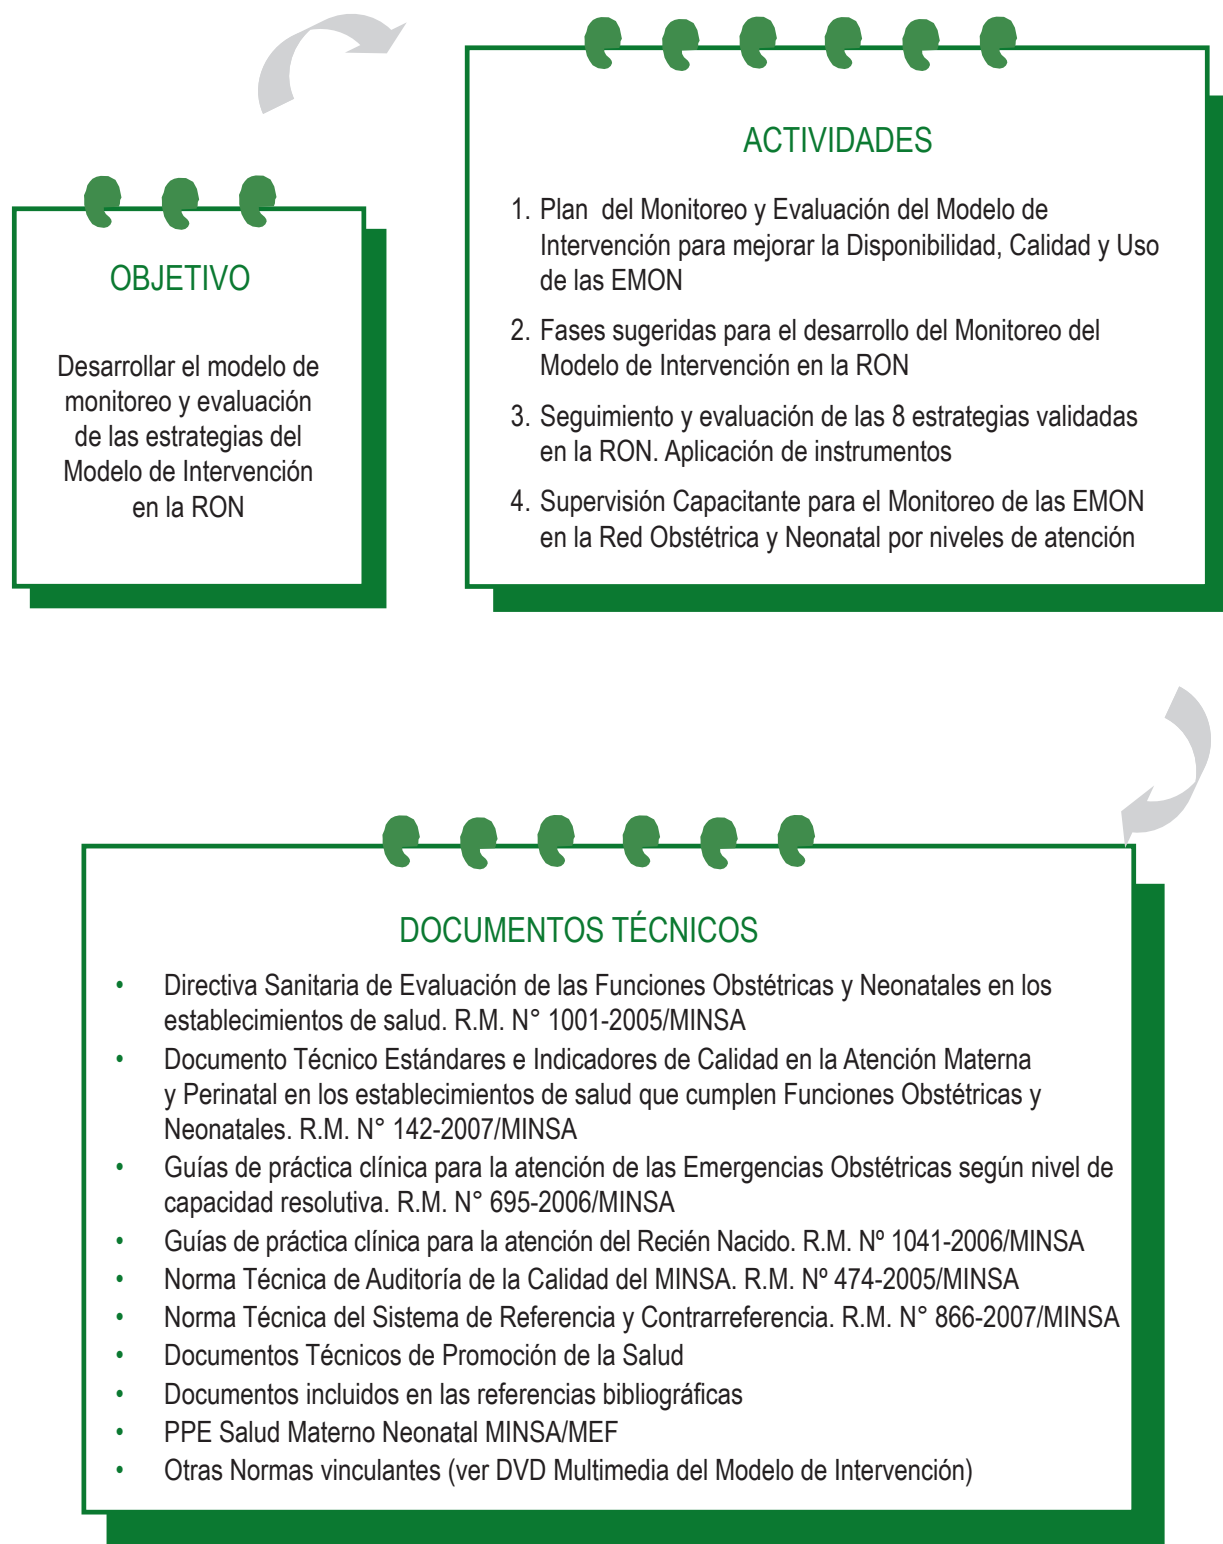 OBJETIVO
Desarrollar el modelo de
monitoreo y evaluación
de las estrategias del
Modelo de Intervención
en la RON
ACTIVIDADES
1. Plan del Monitoreo y Evaluación del Modelo de
Intervención para mejorar la Disponibilidad, Calidad y Uso
de las EMON
2. Fases sugeridas para el desarrollo del Monitoreo del
Modelo de Intervención en la RON
3. Seguimiento y evaluación de las 8 estrategias validadas
en la RON. Aplicación de instrumentos
4. Supervisión Capacitante para el Monitoreo de las EMON
en la Red Obstétrica y Neonatal por niveles de atención
DOCUMENTOS TÉCNICOS
• Directiva Sanitaria de Evaluación de las Funciones Obstétricas y Neonatales en los
establecimientos de salud. R.M. N° 1001-2005/MINSA
• Documento Técnico Estándares e Indicadores de Calidad en la Atención Materna
y Perinatal en los establecimientos de salud que cumplen Funciones Obstétricas y
Neonatales. R.M. N° 142-2007/MINSA
• Guías de práctica clínica para la atención de las Emergencias Obstétricas según nivel de
capacidad resolutiva. R.M. N° 695-2006/MINSA
• Guías de práctica clínica para la atención del Recién Nacido. R.M. Nº 1041-2006/MINSA
• Norma Técnica de Auditoría de la Calidad del MINSA. R.M. Nº 474-2005/MINSA
• Norma Técnica del Sistema de Referencia y Contrarreferencia. R.M. N° 866-2007/MINSA
• Documentos Técnicos de Promoción de la Salud
• Documentos incluidos en las referencias bibliográficas
• PPE Salud Materno Neonatal MINSA/MEF
• Otras Normas vinculantes (ver DVD Multimedia del Modelo de Intervención)